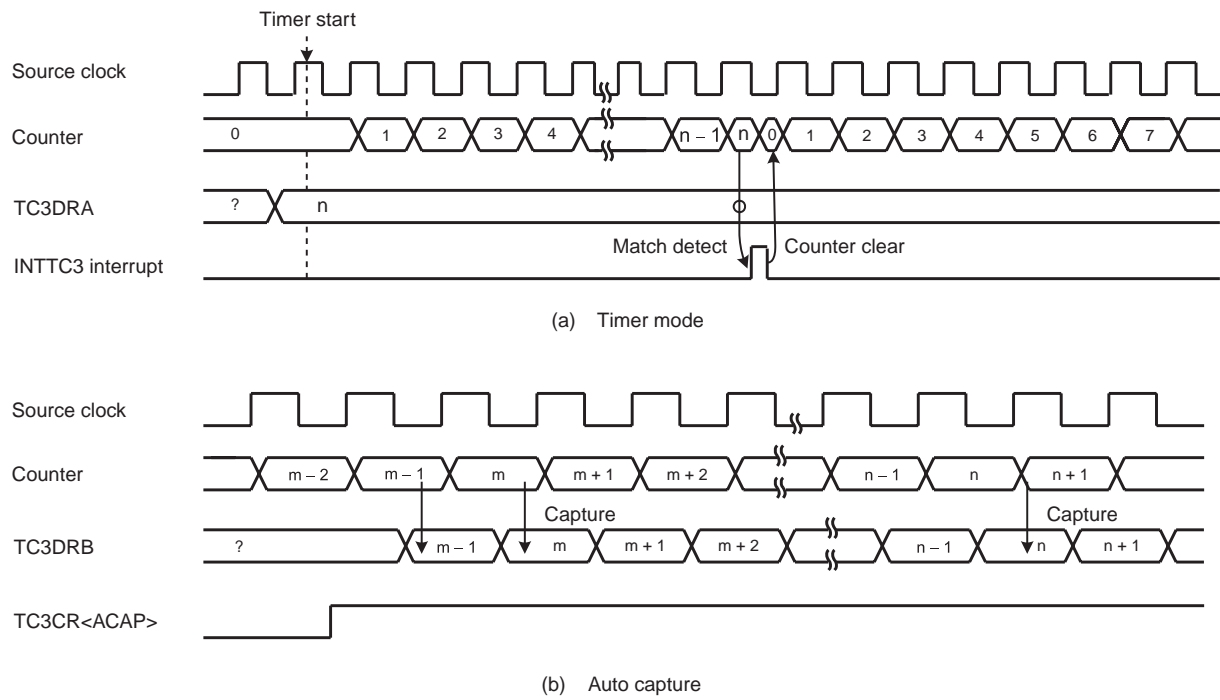 Timer start
Source clock
Counter 0 1 2 3 4 n – 1 n 0 1 2 3 4 5 6 7
TC3DRA ? n
Match detect Counter clear
INTTC3 interrupt
(a) Timer mode
Source clock
Counter m – 2 m – 1 m m + 1 m + 2 n – 1 n n + 1
Capture Capture
TC3DRB ? m – 1 m m + 1 m + 2 n – 1 n n + 1
TC3CR<ACAP>
(b) Auto capture